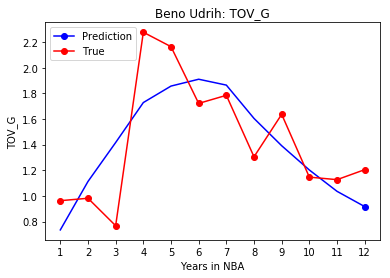 Beno Udrih: TOV_G
Prediction
True
2.2
2.0
1.8
1.6
1.4
1.2
1.0
0.8
TOV_G
1 2 3 4 5 6 7 8 9 10 11 12
Years in NBA